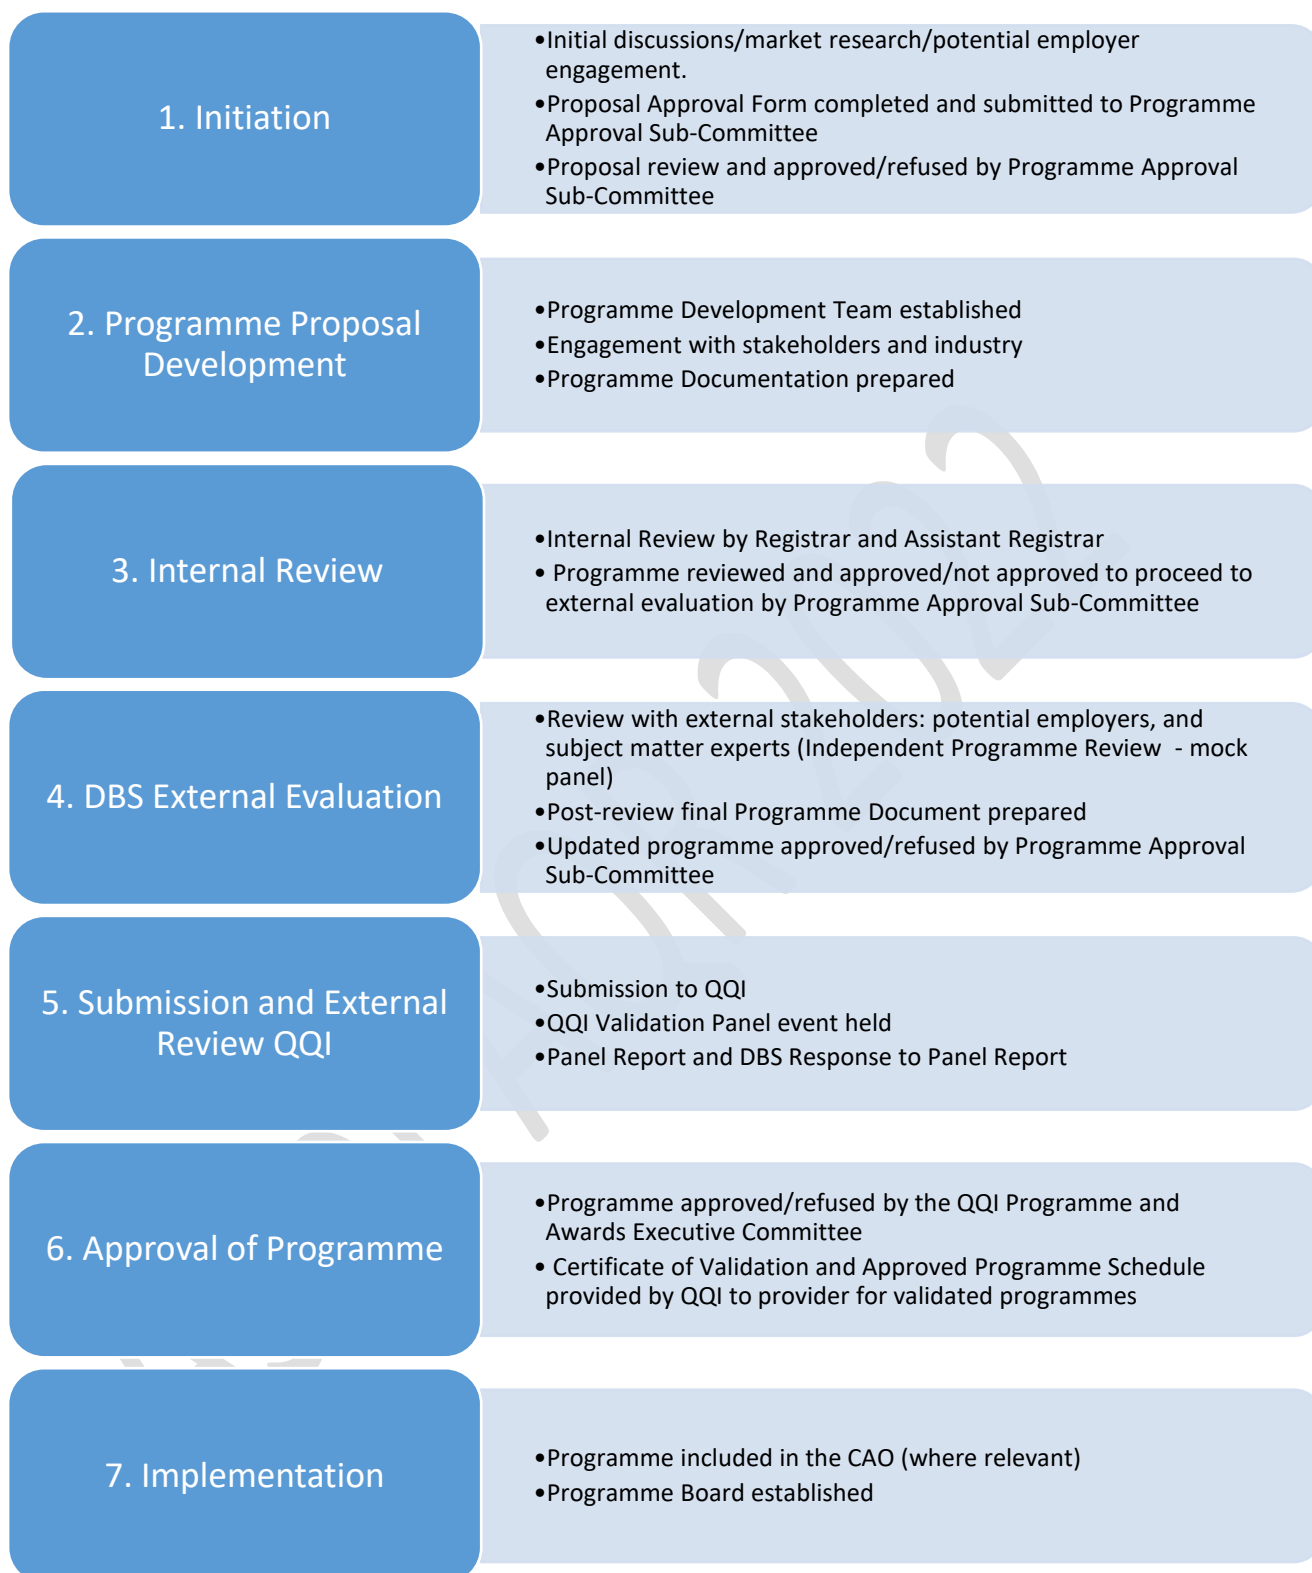 1. Initiation
•Initial discussions/market research/potential employer
engagement.
•Proposal Approval Form completed and submitted to Programme
Approval Sub-Committee
•Proposal review and approved/refused by Programme Approval
Sub-Committee
2. Programme Proposal
Development
•Programme Development Team established
•Engagement with stakeholders and industry
•Programme Documentation prepared
3. Internal Review
•Internal Review by Registrar and Assistant Registrar
• Programme reviewed and approved/not approved to proceed to
external evaluation by Programme Approval Sub-Committee
4. DBS External Evaluation
•Review with external stakeholders: potential employers, and
subject matter experts (Independent Programme Review  - mock
panel)
•Post-review final Programme Document prepared
•Updated programme approved/refused by Programme Approval
Sub-Committee
5. Submission and External
Review QQI
•Submission to QQI
•QQI Validation Panel event held
•Panel Report and DBS Response to Panel Report
6. Approval of Programme
•Programme approved/refused by the QQI Programme and
Awards Executive Committee
• Certificate of Validation and Approved Programme Schedule
provided by QQI to provider for validated programmes
7. Implementation
•Programme included in the CAO (where relevant)
•Programme Board established